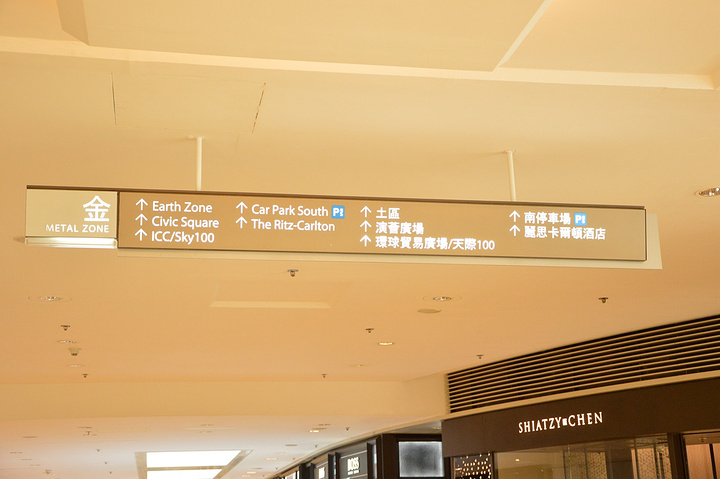 金
METAL ZONE
↑ Earth Zone
↑ Civic Square
↑ ICC/Sky100
↑ Car Park South P
↑ The Ritz-Carlton
↑ 土區
↑ 演藝廣場
↑ 環球貿易廣場/天際100
↑ 南停車場 P
↑ 麗思卡爾頓酒店
SHIATZY CHEN
BOSS